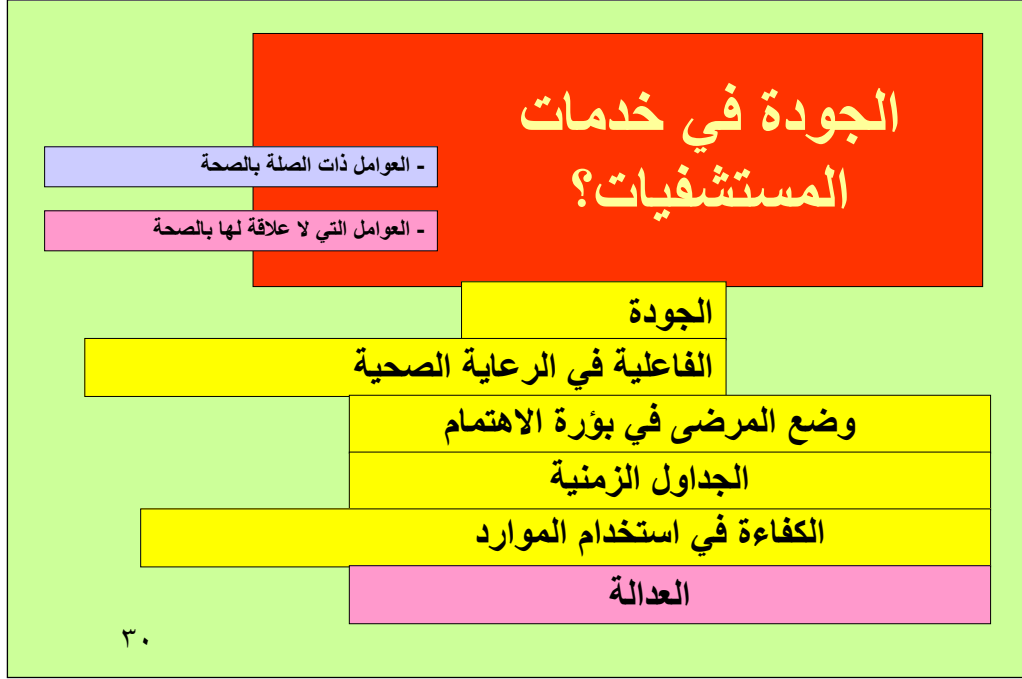 الجودة في خدمات
المستشفيات؟
- العوامل ذات الصلة بالصحة
- العوامل التي لا علاقة لها بالصحة
الجودة
الفاعلية في الرعاية الصحية
وضع المرضى في بؤرة الاهتمام
الجداول الزمنية
الكفاءة في استخدام الموارد
العدالة
٣٠